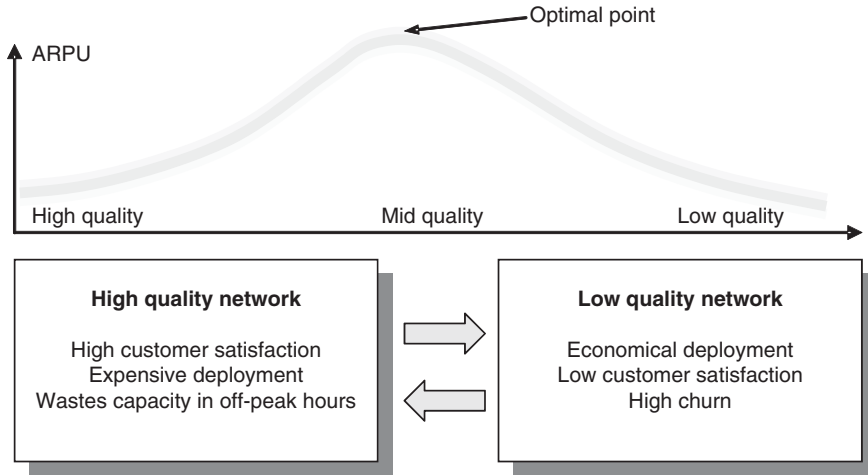 Optimal point
ARPU
High quality
Mid quality
Low quality
High quality network
High customer satisfaction
Expensive deployment
Wastes capacity in off-peak hours
Low quality network
Economical deployment
Low customer satisfaction
High churn